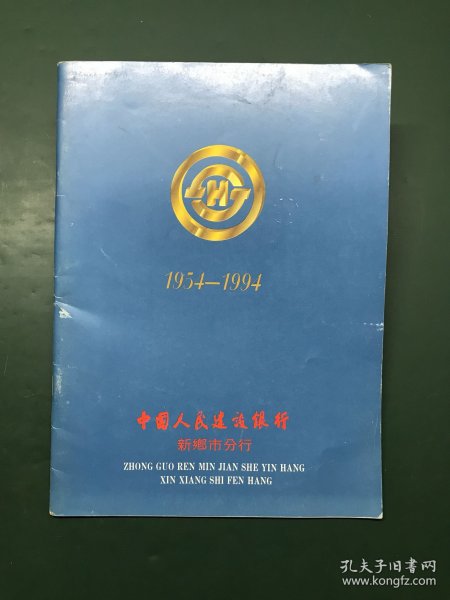 1954—1994
中国人民建设银行
新鄉市分行
ZHONG GUO REN MIN JIAN SHE YIN HANG
XIN XIANG SHI FEN HANG
孔夫子旧书网
www.kongfz.com